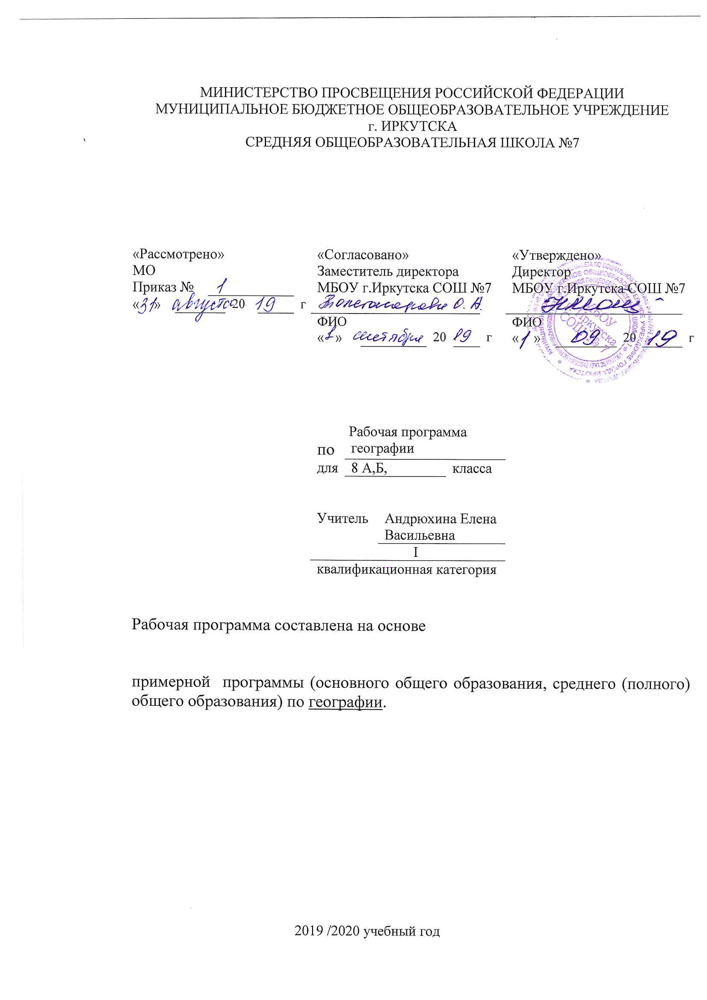 МИНИСТЕРСТВО ПРОСВЕЩЕНИЯ РОССИЙСКОЙ ФЕДЕРАЦИИ
МУНИЦИПАЛЬНОЕ БЮДЖЕТНОЕ ОБЩЕОБРАЗОВАТЕЛЬНОЕ УЧРЕЖДЕНИЕ
г. ИРКУТСКА
СРЕДНЯЯ ОБЩЕОБРАЗОВАТЕЛЬНАЯ ШКОЛА №7
«Рассмотрено»
МО
Приказ № 1
«31» августа 20 19 г
«Согласовано»
Заместитель директора
МБОУ г.Иркутска СОШ №7
О. А.
ФИО
«1» сентября 20 19 г
«Утверждено»
Директор
МБОУ г.Иркутска СОШ №7
ФИО
«1» 09 20 19 г
МБОУ
г. Иркутска
СОШ № 7
Рабочая программа
по географии
для 8 А,Б, класса
Учитель Андрюхина Елена
Васильевна
I
квалификационная категория
Рабочая программа составлена на основе
примерной программы (основного общего образования, среднего (полного)
общего образования) по географии.
2019 /2020 учебный год